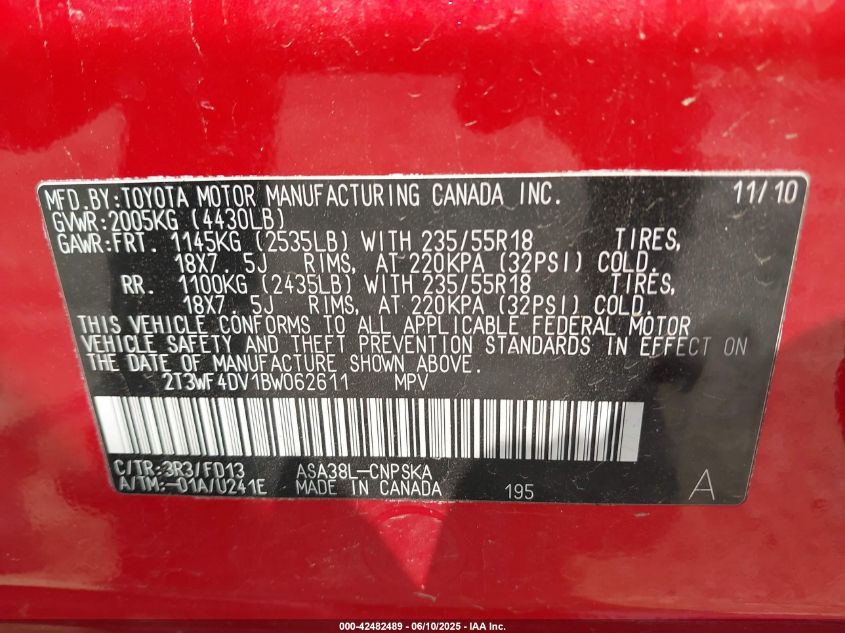 MFD.BY:TOYOTA MOTOR MANUFACTURING CANADA INC. 11/10
GVWR:2005KG (4430LB)
GAWR:FRT. 1145KG (2535LB) WITH 235/55R18 TIRES,
18X7. 5J RIMS, AT 220KPA (32PSI) COLD.
RR. 1100KG (2435LB) WITH 235/55R18 TIRES,
18X7. 5J RIMS, AT 220KPA (32PSI) COLD.
THIS VEHICLE CONFORMS TO ALL APPLICABLE FEDERAL MOTOR
VEHICLE SAFETY AND THEFT PREVENTION STANDARDS IN EFFECT ON
THE DATE OF MANUFACTURE SHOWN ABOVE.
2T3WF4DV1BW062611 MPV
C/TR:3R3/FD13 ASA38L-CNPSKA
A/TM:-01A/U241E MADE IN CANADA 195 A
000-42482489 - 06/10/2025 - IAA Inc.